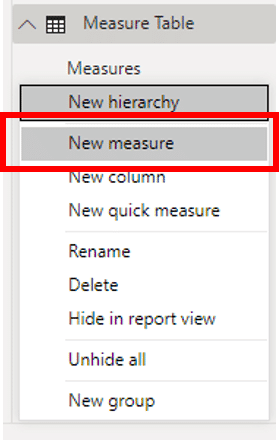 Measure Table
Measures
New hierarchy
New measure
New column
New quick measure
Rename
Delete
Hide in report view
Unhide all
New group